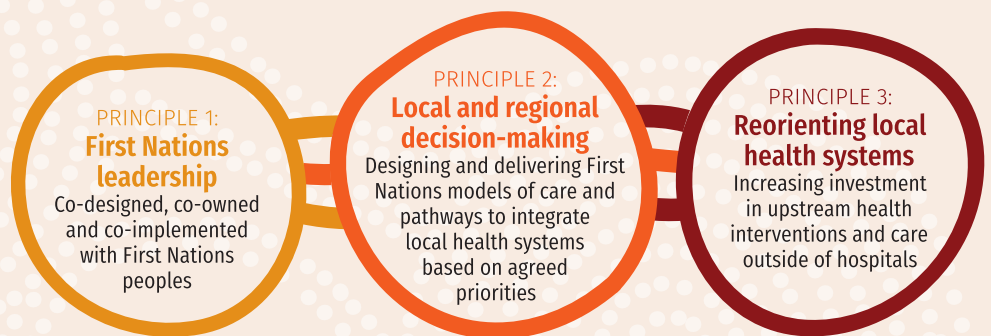 PRINCIPLE 1:
First Nations
leadership
Co-designed, co-owned
and co-implemented
with First Nations
peoples
PRINCIPLE 2:
Local and regional
decision-making
Designing and delivering First
Nations models of care and
pathways to integrate
local health systems
based on agreed
priorities
PRINCIPLE 3:
Reorienting local
health systems
Increasing investment
in upstream health
interventions and care
outside of hospitals